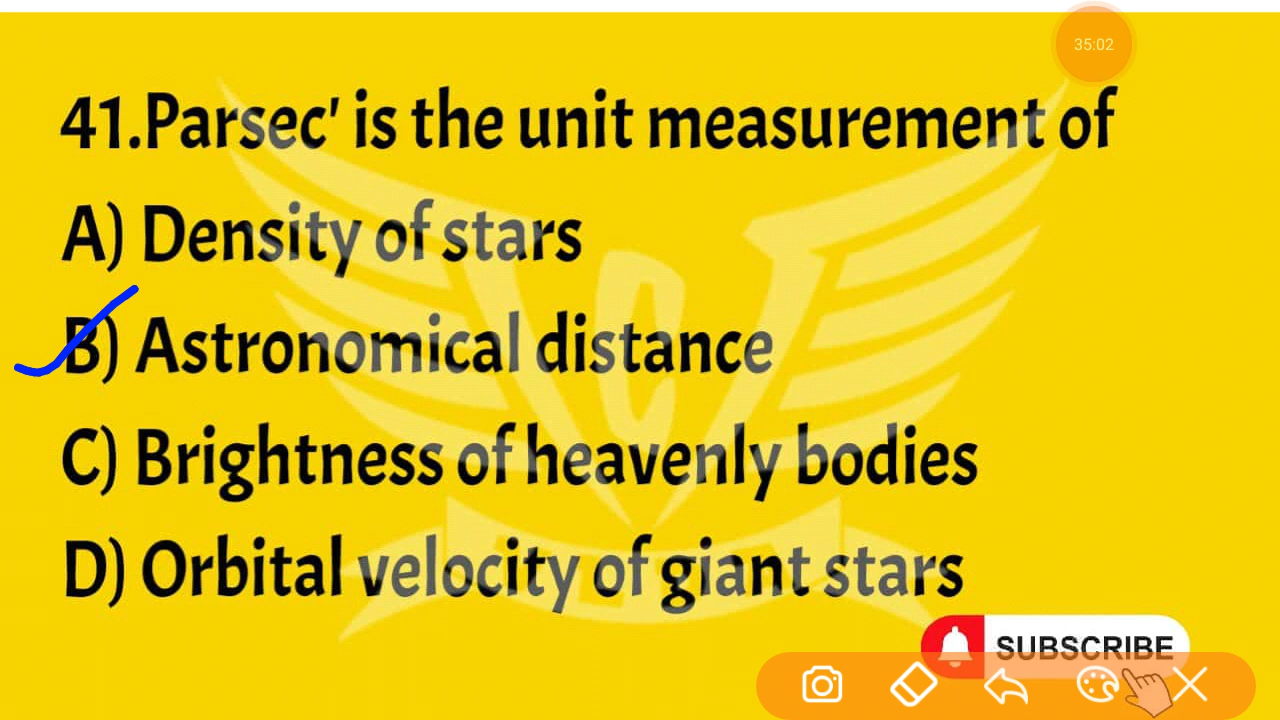 35:02
41.Parsec' is the unit measurement of
A) Density of stars
B) Astronomical distance
C) Brightness of heavenly bodies
D) Orbital velocity of giant stars
SUBSCRIBE